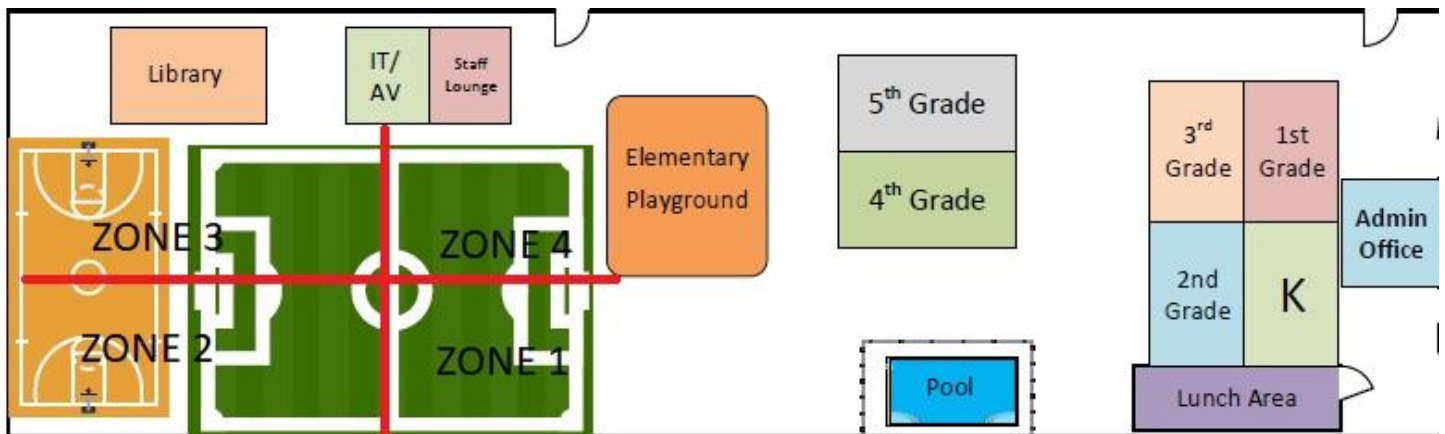 Library
IT/
AV
Staff
Lounge
Elementary
Playground
5th Grade
4th Grade
3rd
Grade
1st
Grade
2nd
Grade
K
Admin
Office
ZONE 3
ZONE 4
ZONE 2
ZONE 1
Pool
Lunch Area